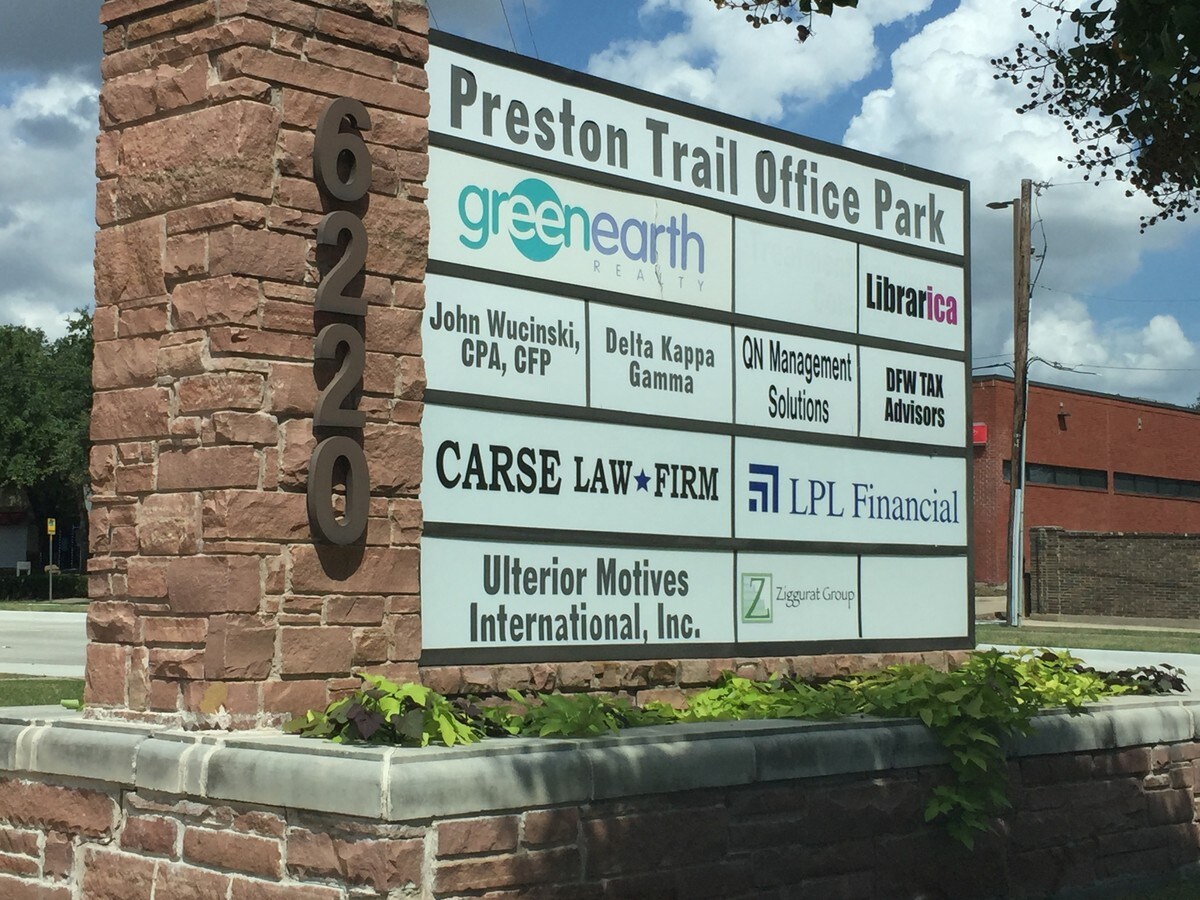 6220
Preston Trail Office Park
greenearth
REALTY
Librarica
John Wucinski,
CPA, CFP
Delta Kappa
Gamma
QN Management
Solutions
DFW TAX
Advisors
CARSE LAW★FIRM
LPL Financial
Ulterior Motives
International, Inc.
Z Ziggurat Group